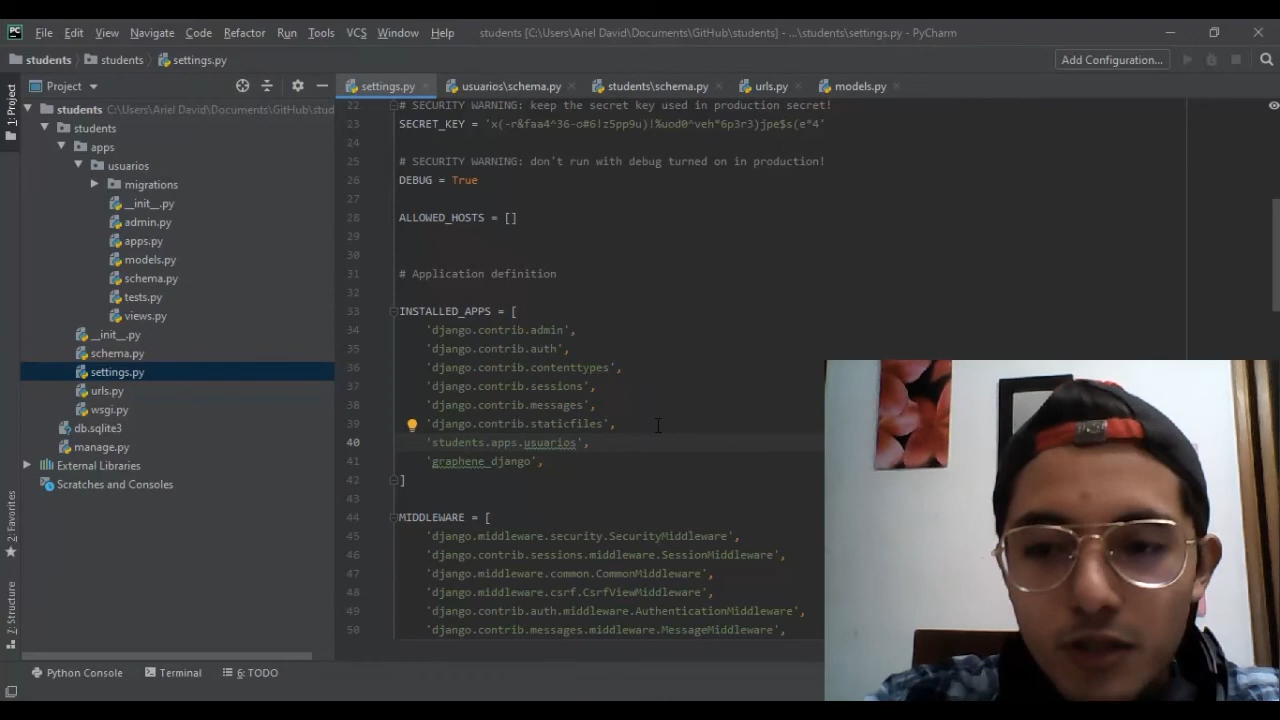 PC File Edit View Navigate Code Refactor Run Tools VCS Window Help students [C:\Users\Ariel David\Documents\GitHub\students] - ...\students\settings.py - PyCharm
students students settings.py Add Configuration...
1: Project
Project
settings.py usuarios\schema.py students\schema.py urls.py models.py
students C:\Users\Ariel David\Documents\GitHub\stud
students
apps
usuarios
migrations
__init__.py
admin.py
apps.py
models.py
schema.py
tests.py
views.py
__init__.py
schema.py
settings.py
urls.py
wsgi.py
db.sqlite3
manage.py
External Libraries
Scratches and Consoles
22 # SECURITY WARNING: keep the secret key used in production secret!
23 SECRET_KEY = 'x(-r&faa4^36-o#6!z5pp9u)!%uod0^veh*6p3r3)jpe$s(e*4'
24
25 # SECURITY WARNING: don't run with debug turned on in production!
26 DEBUG = True
27
28 ALLOWED_HOSTS = []
29
30
31 # Application definition
32
33 INSTALLED_APPS = [
34 'django.contrib.admin',
35 'django.contrib.auth',
36 'django.contrib.contenttypes',
37 'django.contrib.sessions',
38 'django.contrib.messages',
39 'django.contrib.staticfiles',
40 'students.apps.usuarios',
41 'graphene_django',
42 ]
43
44 MIDDLEWARE = [
45 'django.middleware.security.SecurityMiddleware',
46 'django.contrib.sessions.middleware.SessionMiddleware',
47 'django.middleware.common.CommonMiddleware',
48 'django.middleware.csrf.CsrfViewMiddleware',
49 'django.contrib.auth.middleware.AuthenticationMiddleware',
50 'django.contrib.messages.middleware.MessageMiddleware',
2: Favorites
7: Structure
Python Console Terminal 6: TODO